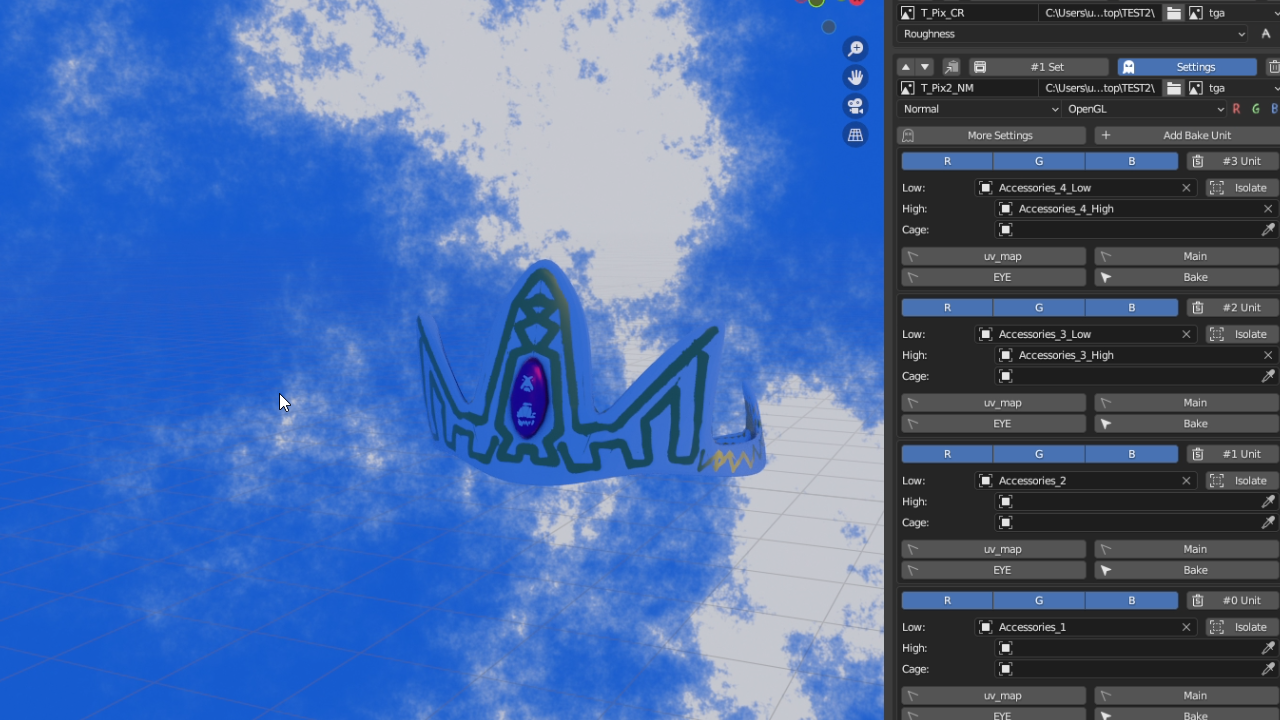 T_Pix_CR C:\Users\u...top\TEST2\ tga
Roughness A
#1 Set Settings
T_Pix2_NM C:\Users\u...top\TEST2\ tga
Normal OpenGL R G B
More Settings + Add Bake Unit
R G B #3 Unit
Low: Accessories_4_Low Isolate
High: Accessories_4_High
Cage:
uv_map Main
EYE Bake
R G B #2 Unit
Low: Accessories_3_Low Isolate
High: Accessories_3_High
Cage:
uv_map Main
EYE Bake
R G B #1 Unit
Low: Accessories_2 Isolate
High:
Cage:
uv_map Main
EYE Bake
R G B #0 Unit
Low: Accessories_1 Isolate
High:
Cage:
uv_map Main
EYE Bake